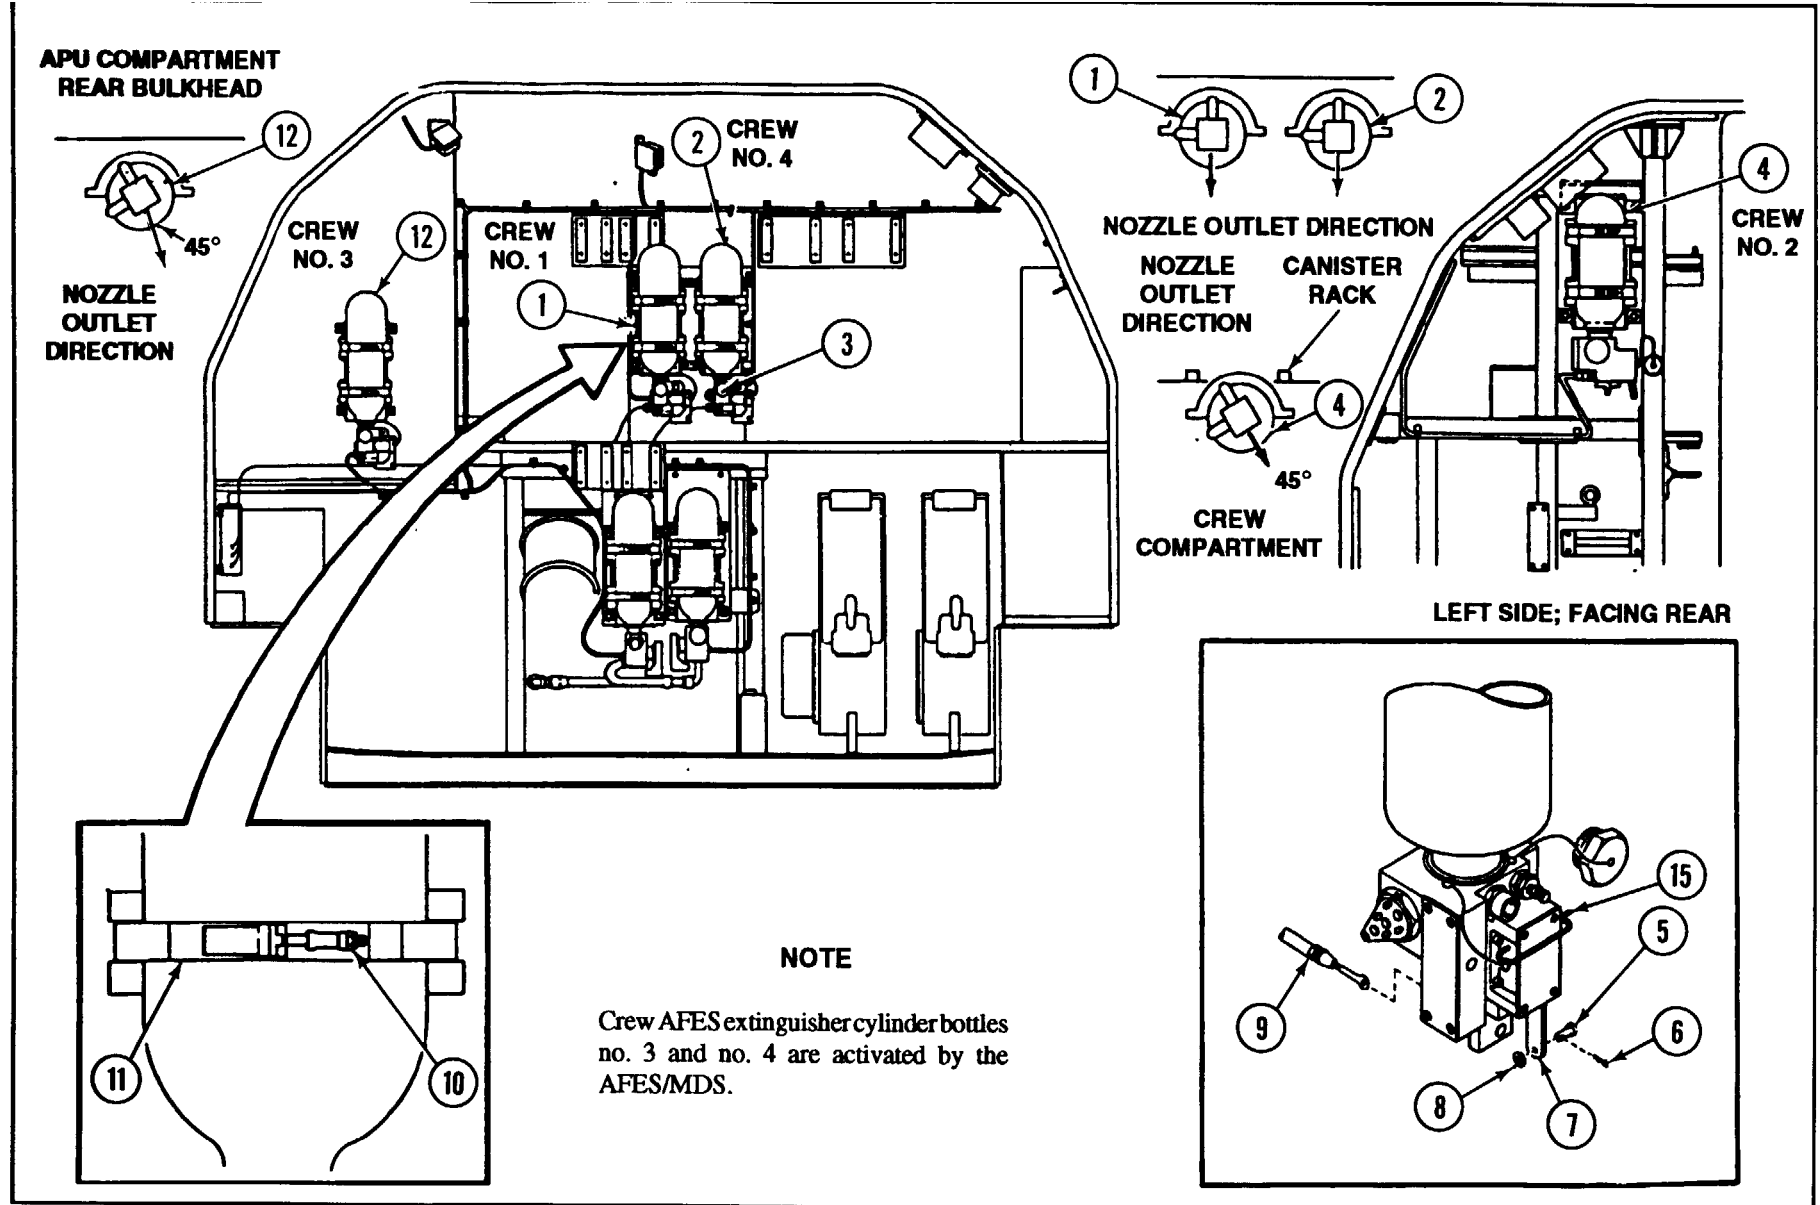 APU COMPARTMENT
REAR BULKHEAD
12
45°
NOZZLE
OUTLET
DIRECTION
CREW
NO. 3
12
CREW
NO. 1
1
2
CREW
NO. 4
3
1
2
NOZZLE OUTLET DIRECTION
NOZZLE
OUTLET
DIRECTION
CANISTER
RACK
4
45°
CREW
COMPARTMENT
4
CREW
NO. 2
LEFT SIDE; FACING REAR
11
10
NOTE
Crew AFES extinguisher cylinder bottles
no. 3 and no. 4 are activated by the
AFES/MDS.
15
5
9
6
8
7